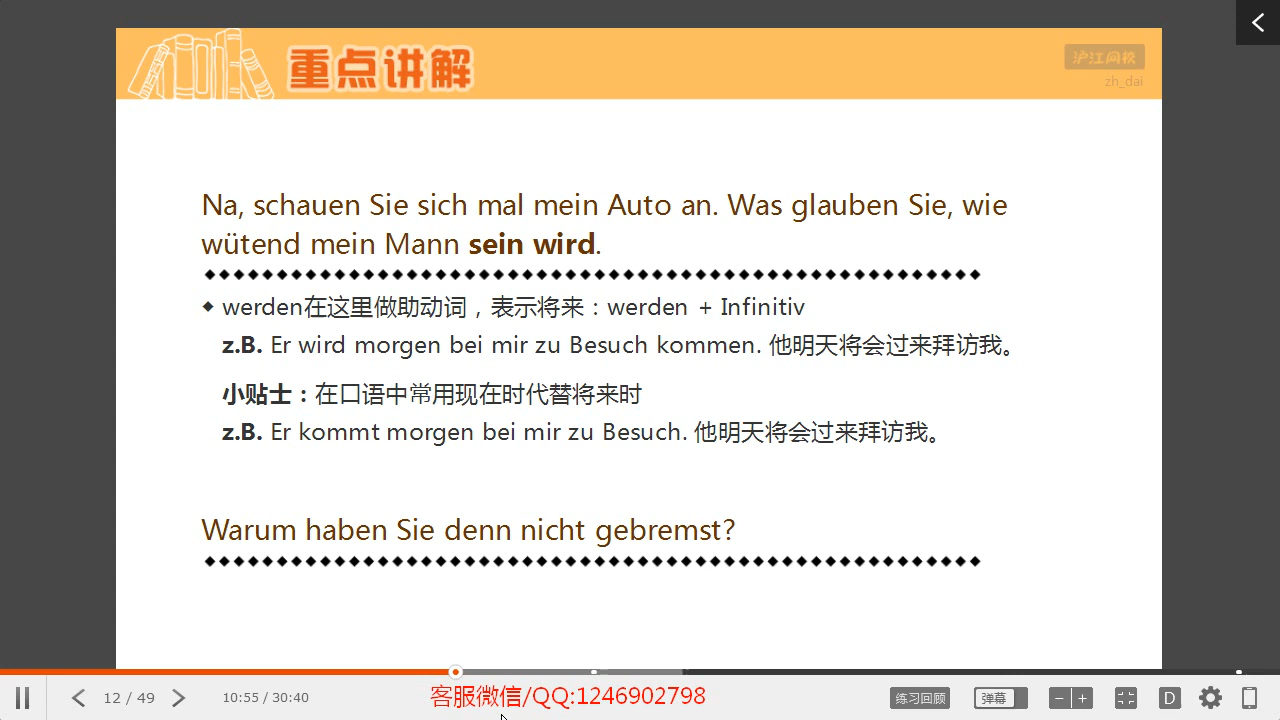 重点讲解
沪江网校
zh_dai
Na, schauen Sie sich mal mein Auto an. Was glauben Sie, wie
wütend mein Mann sein wird.
werden在这里做助动词，表示将来：werden + Infinitiv
z.B. Er wird morgen bei mir zu Besuch kommen. 他明天将会过来拜访我。
小贴士：在口语中常用现在时代替将来时
z.B. Er kommt morgen bei mir zu Besuch. 他明天将会过来拜访我。
Warum haben Sie denn nicht gebremst?
12 / 49
10:55 / 30:40
客服微信/QQ:1246902798
练习回顾
弹幕
D